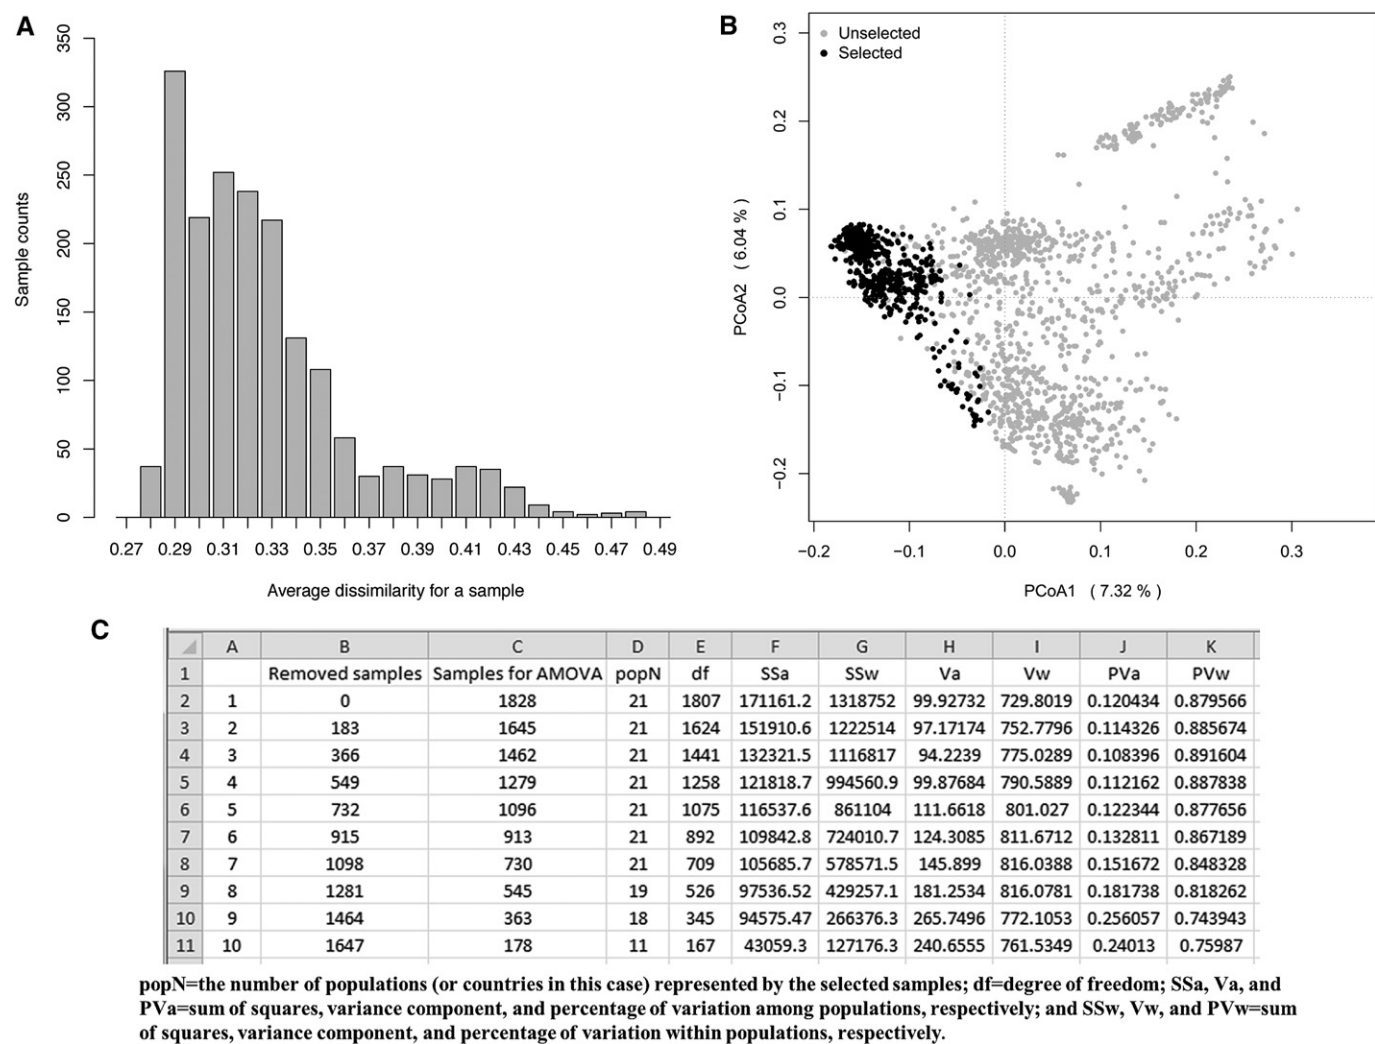 A
350
300
250
200
150
100
50
0
Sample counts
0.27 0.29 0.31 0.33 0.35 0.37 0.39 0.41 0.43 0.45 0.47 0.49
Average dissimilarity for a sample
B
Unselected
Selected
0.3
0.2
0.1
0.0
−0.1
−0.2
PCoA2 ( 6.04 % )
−0.2 −0.1 0.0 0.1 0.2 0.3
PCoA1 ( 7.32 % )
C
A B C D E F G H I J K
1 Removed samples Samples for AMOVA popN df SSa SSw Va Vw PVa PVw
2 1 0 1828 21 1807 171161.2 1318752 99.92732 729.8019 0.120434 0.879566
3 2 183 1645 21 1624 151910.6 1222514 97.17174 752.7796 0.114326 0.885674
4 3 366 1462 21 1441 132321.5 1116817 94.2239 775.0289 0.108396 0.891604
5 4 549 1279 21 1258 121818.7 994560.9 99.87684 790.5889 0.112162 0.887838
6 5 732 1096 21 1075 116537.6 861104 111.6618 801.027 0.122344 0.877656
7 6 915 913 21 892 109842.8 724010.7 124.3085 811.6712 0.132811 0.867189
8 7 1098 730 21 709 105685.7 578571.5 145.899 816.0388 0.151672 0.848328
9 8 1281 545 19 526 97536.52 429257.1 181.2534 816.0781 0.181738 0.818262
10 9 1464 363 18 345 94575.47 266376.3 265.7496 772.1053 0.256057 0.743943
11 10 1647 178 11 167 43059.3 127176.3 240.6555 761.5349 0.24013 0.75987
popN=the number of populations (or countries in this case) represented by the selected samples; df=degree of freedom; SSa, Va, and
PVa=sum of squares, variance component, and percentage of variation among populations, respectively; and SSw, Vw, and PVw=sum
of squares, variance component, and percentage of variation within populations, respectively.